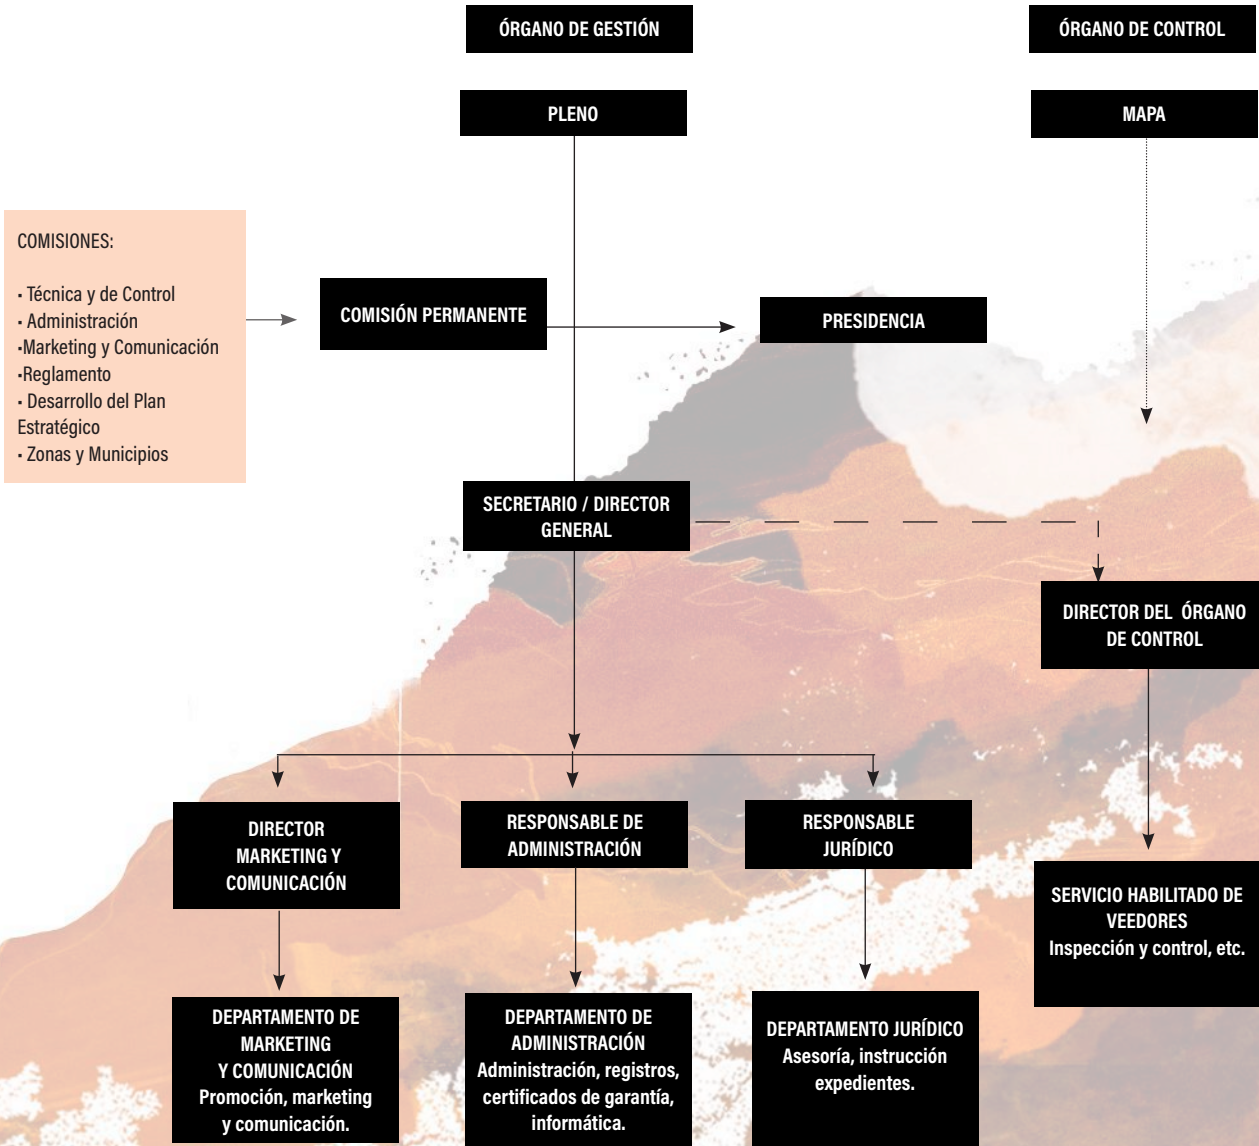 ÓRGANO DE GESTIÓN
ÓRGANO DE CONTROL
PLENO
MAPA
COMISIONES:
• Técnica y de Control
• Administración
•Marketing y Comunicación
•Reglamento
• Desarrollo del Plan
Estratégico
• Zonas y Municipios
COMISIÓN PERMANENTE
PRESIDENCIA
SECRETARIO / DIRECTOR
GENERAL
DIRECTOR DEL ÓRGANO
DE CONTROL
DIRECTOR
MARKETING Y
COMUNICACIÓN
RESPONSABLE DE
ADMINISTRACIÓN
RESPONSABLE
JURÍDICO
SERVICIO HABILITADO DE
VEEDORES
Inspección y control, etc.
DEPARTAMENTO DE
MARKETING
Y COMUNICACIÓN
Promoción, marketing
y comunicación.
DEPARTAMENTO DE
ADMINISTRACIÓN
Administración, registros,
certificados de garantía,
informática.
DEPARTAMENTO JURÍDICO
Asesoría, instrucción
expedientes.